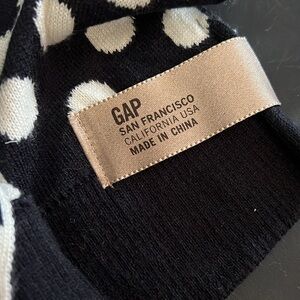 GAP
SAN FRANCISCO
CALIFORNIA USA
MADE IN CHINA